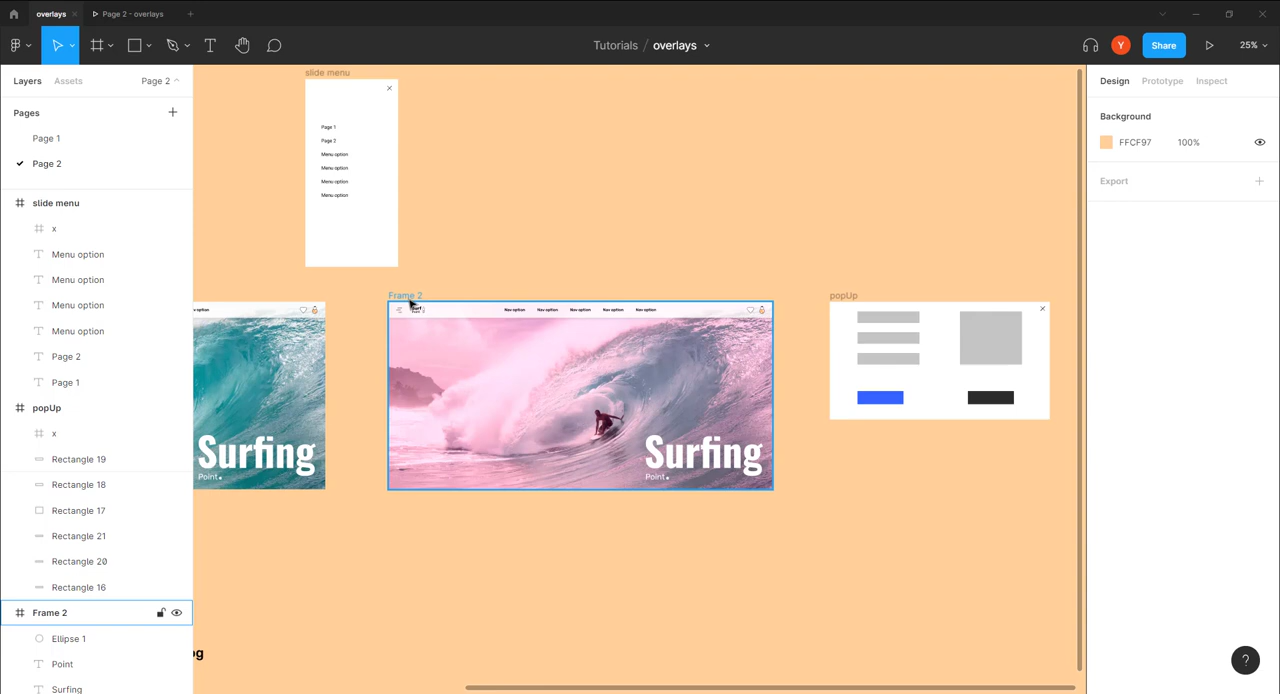 overlays
Page 2 - overlays
Tutorials / overlays
Y
Share
25%
Layers
Assets
Page 2
Pages
Page 1
Page 2
slide menu
x
Menu option
Menu option
Menu option
Menu option
Page 2
Page 1
popUp
x
Rectangle 19
Rectangle 18
Rectangle 17
Rectangle 21
Rectangle 20
Rectangle 16
Frame 2
Ellipse 1
Point
Surfing
slide menu
Page 1
Page 2
Menu option
Menu option
Menu option
Menu option
v option
Surfing
Point.
Frame 2
Surf
Nav option
Nav option
Nav option
Nav option
Nav option
Surfing
Point.
popUp
og
Design
Prototype
Inspect
Background
FFCF97
100%
Export
?